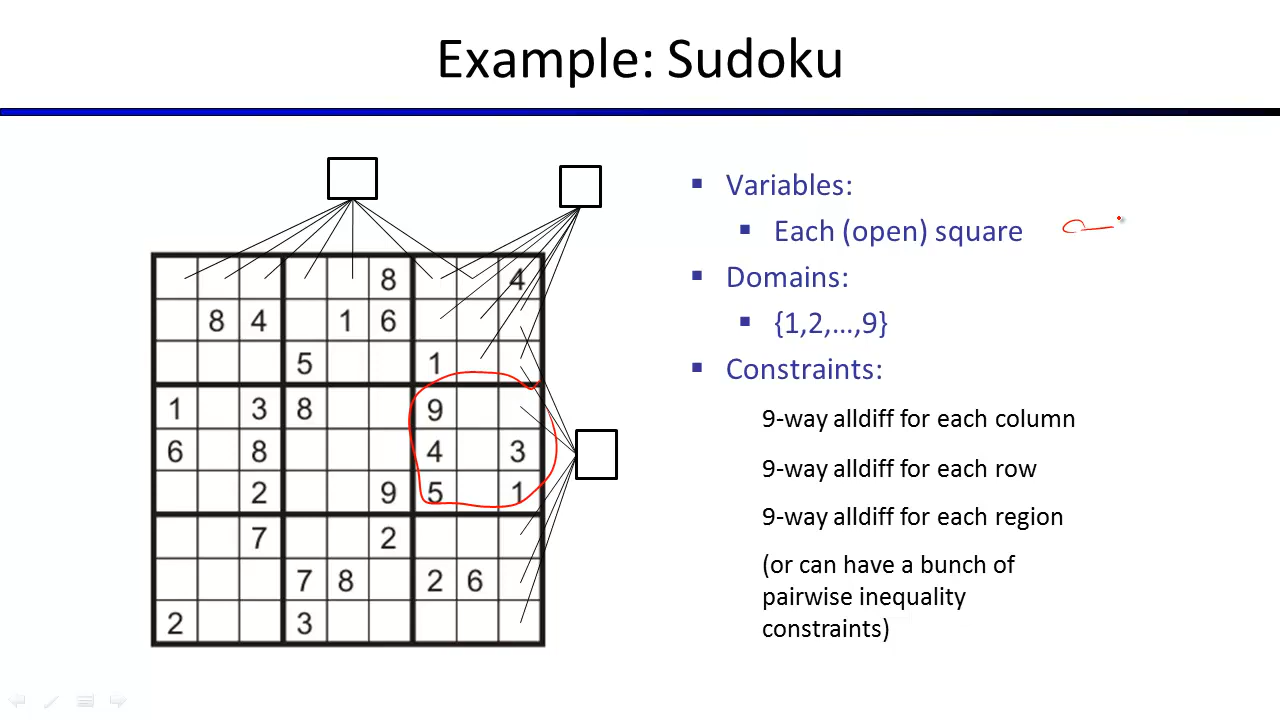 Example: Sudoku
8 4
8 4 1 6
5 1
1 3 8 9
6 8 4 3
2 9 5 1
7 2
7 8 2 6
2 3
Variables:
Each (open) square
Domains:
{1,2,…,9}
Constraints:
9-way alldiff for each column
9-way alldiff for each row
9-way alldiff for each region
(or can have a bunch of
pairwise inequality
constraints)